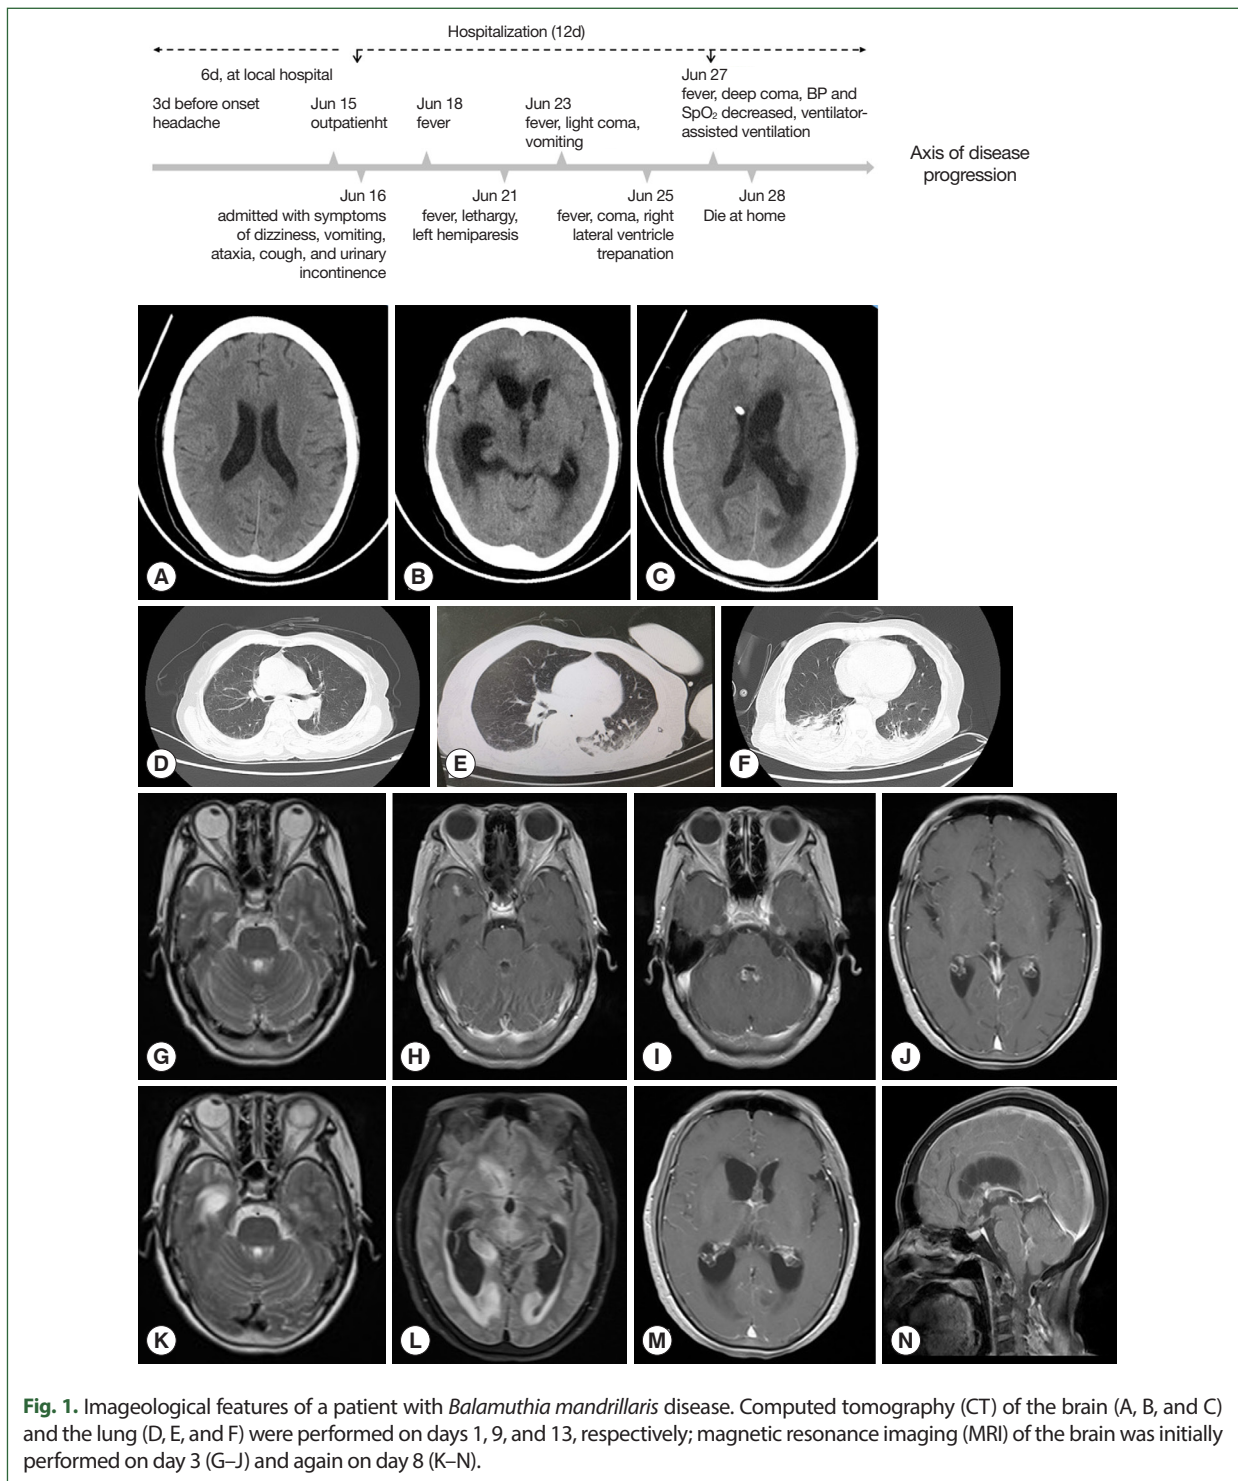 Hospitalization (12d)
6d, at local hospital
3d before onset
headache
Jun 15
outpatienht
Jun 18
fever
Jun 23
fever, light coma,
vomiting
Jun 27
fever, deep coma, BP and
SpO₂ decreased, ventilator-
assisted ventilation
Axis of disease
progression
Jun 16
admitted with symptoms
of dizziness, vomiting,
ataxia, cough, and urinary
incontinence
Jun 21
fever, lethargy,
left hemiparesis
Jun 25
fever, coma, right
lateral ventricle
trepanation
Jun 28
Die at home
A
B
C
D
E
F
G
H
I
J
K
L
M
N
Fig. 1. Imageological features of a patient with Balamuthia mandrillaris disease. Computed tomography (CT) of the brain (A, B, and C)
and the lung (D, E, and F) were performed on days 1, 9, and 13, respectively; magnetic resonance imaging (MRI) of the brain was initially
performed on day 3 (G–J) and again on day 8 (K–N).